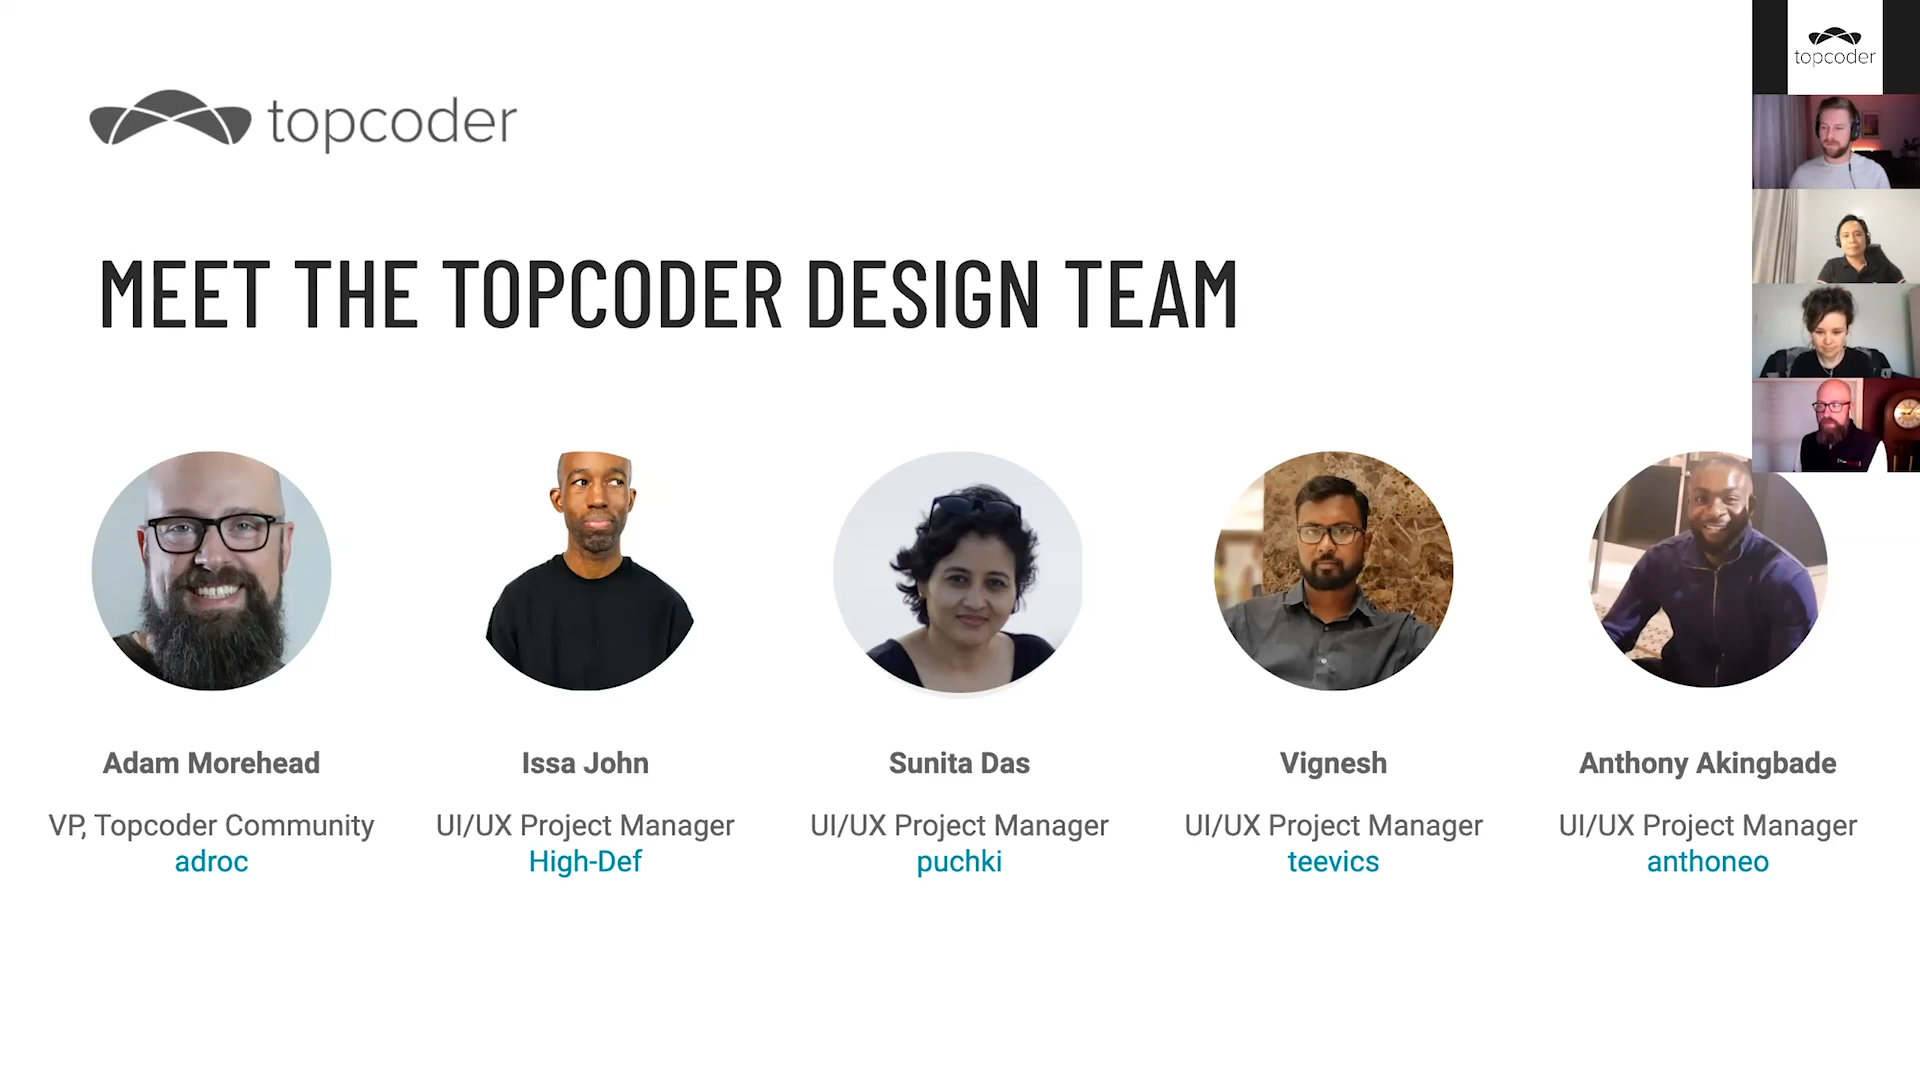 topcoder
topcoder
MEET THE TOPCODER DESIGN TEAM
Adam Morehead
VP, Topcoder Community
adroc
Issa John
UI/UX Project Manager
High-Def
Sunita Das
UI/UX Project Manager
puchki
Vignesh
UI/UX Project Manager
teevics
Anthony Akingbade
UI/UX Project Manager
anthoneo